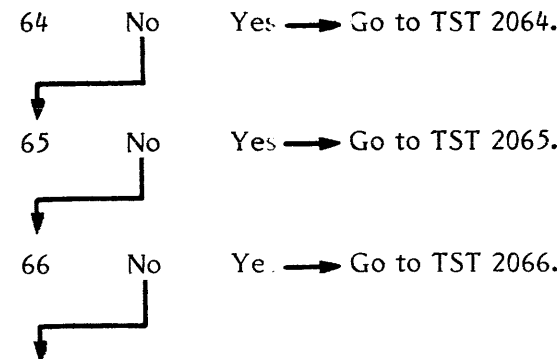 64 No Yes Go to TST 2064.
65 No Yes Go to TST 2065.
66 No Ye. Go to TST 2066.